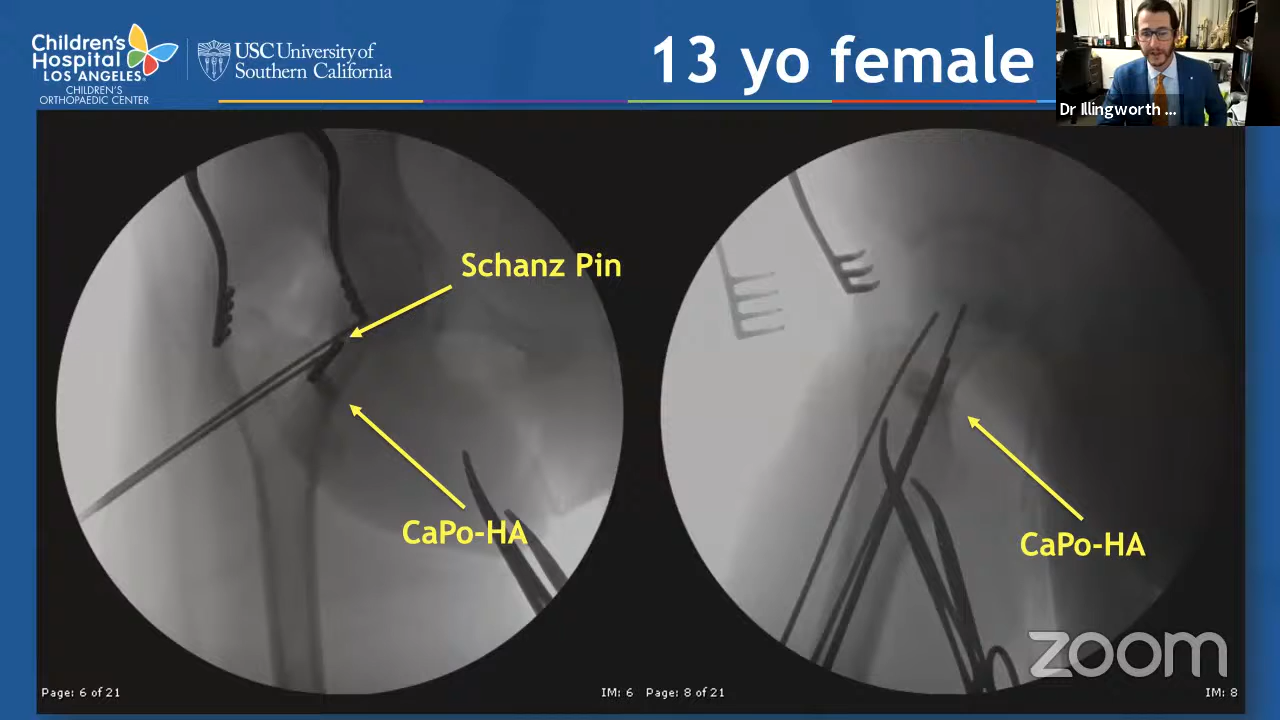 Children's
Hospital
LOS ANGELES
CHILDREN'S
ORTHOPAEDIC CENTER
USC University of
Southern California
13 yo female
Dr Illingworth ...
Schanz Pin
CaPo-HA
CaPo-HA
zoom
Page: 6 of 21
IM: 6
Page: 8 of 21
IM: 8